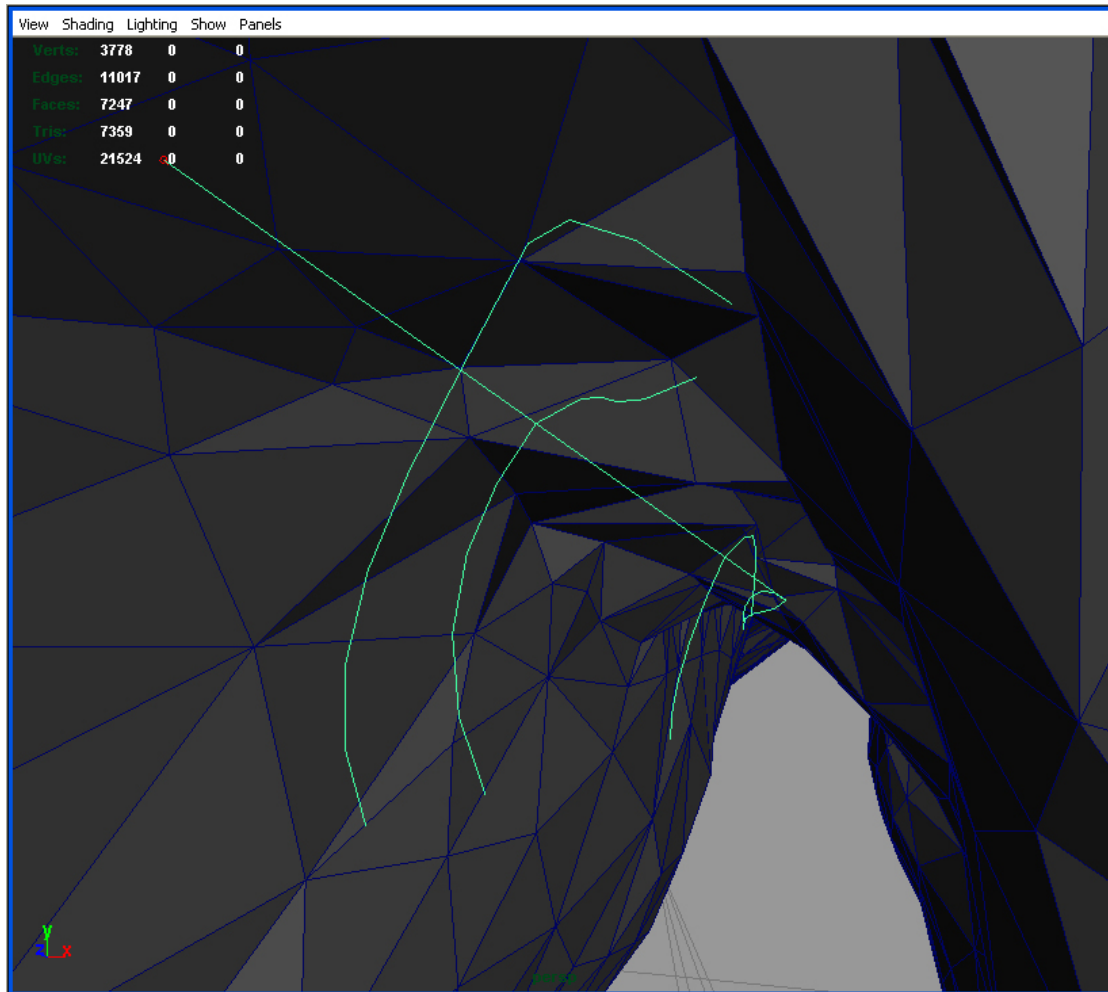 View Shading Lighting Show Panels
Verts: 3778 0 0
Edges: 11017 0 0
Faces: 7247 0 0
Tris: 7359 0 0
UVs: 21524 0 0
y
z x
persp